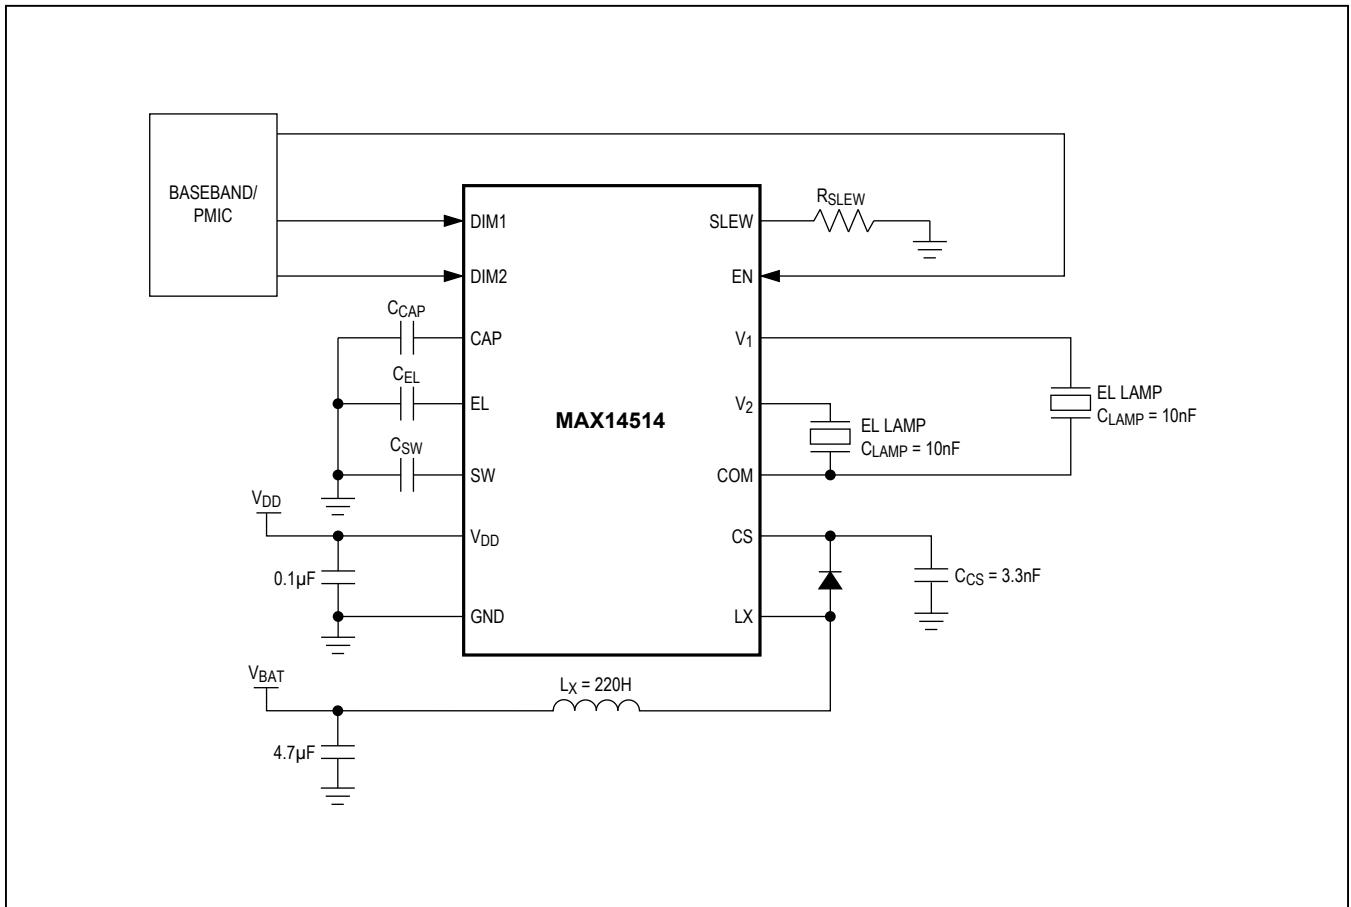 BASEBAND/
PMIC
DIM1
DIM2
CAP
EL
SW
VDD
GND
SLEW
EN
V1
V2
COM
CS
LX
MAX14514
RSLEW
CCAP
CEL
CSW
VDD
0.1µF
VBAT
4.7µF
LX = 220H
EL LAMP
CLAMP = 10nF
EL LAMP
CLAMP = 10nF
CCS = 3.3nF